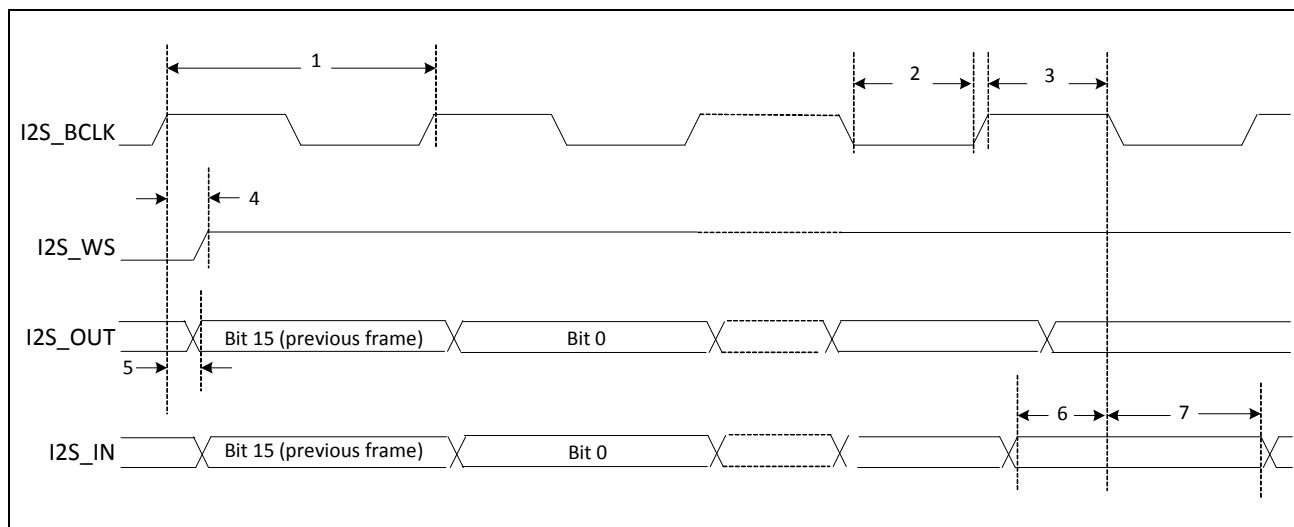 1
2
3
I2S_BCLK
4
I2S_WS
I2S_OUT
Bit 15 (previous frame)
Bit 0
5
6
7
I2S_IN
Bit 15 (previous frame)
Bit 0